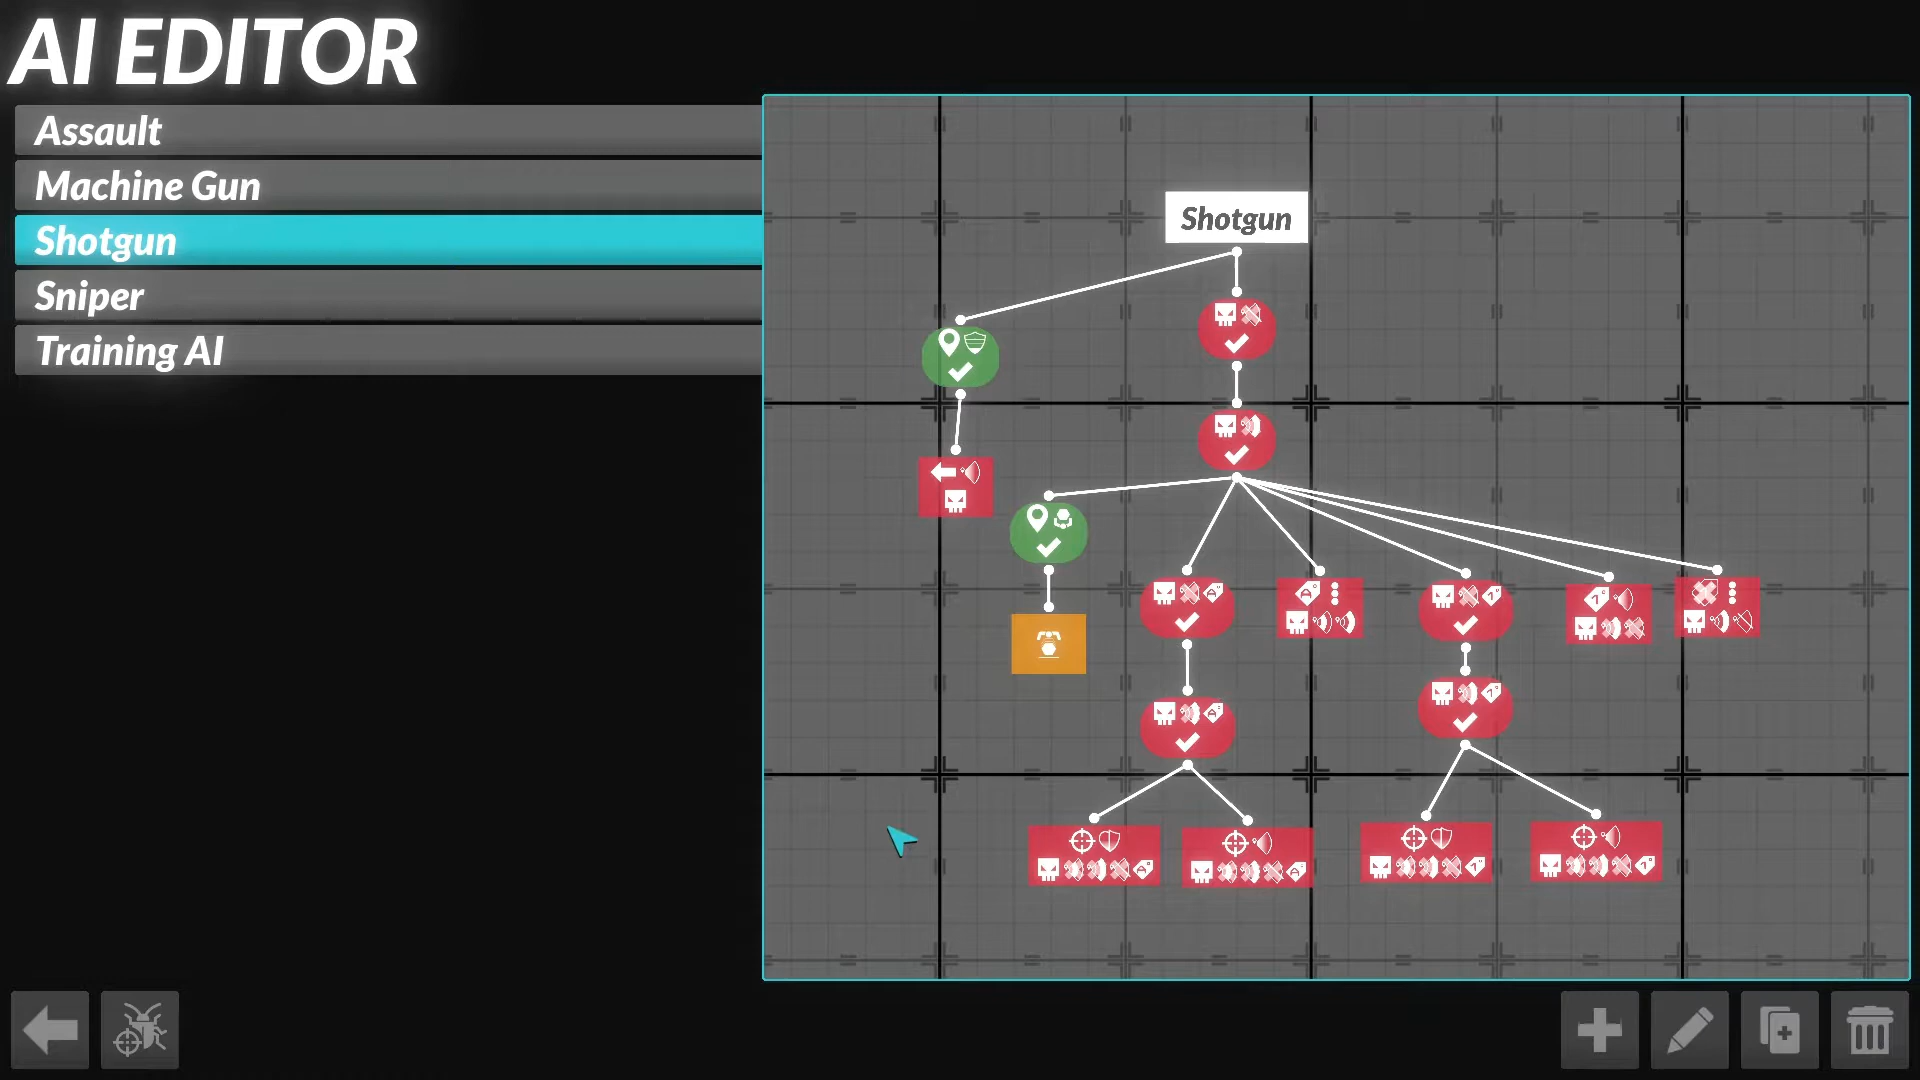 AI EDITOR
Assault
Machine Gun
Shotgun
Sniper
Training AI
Shotgun